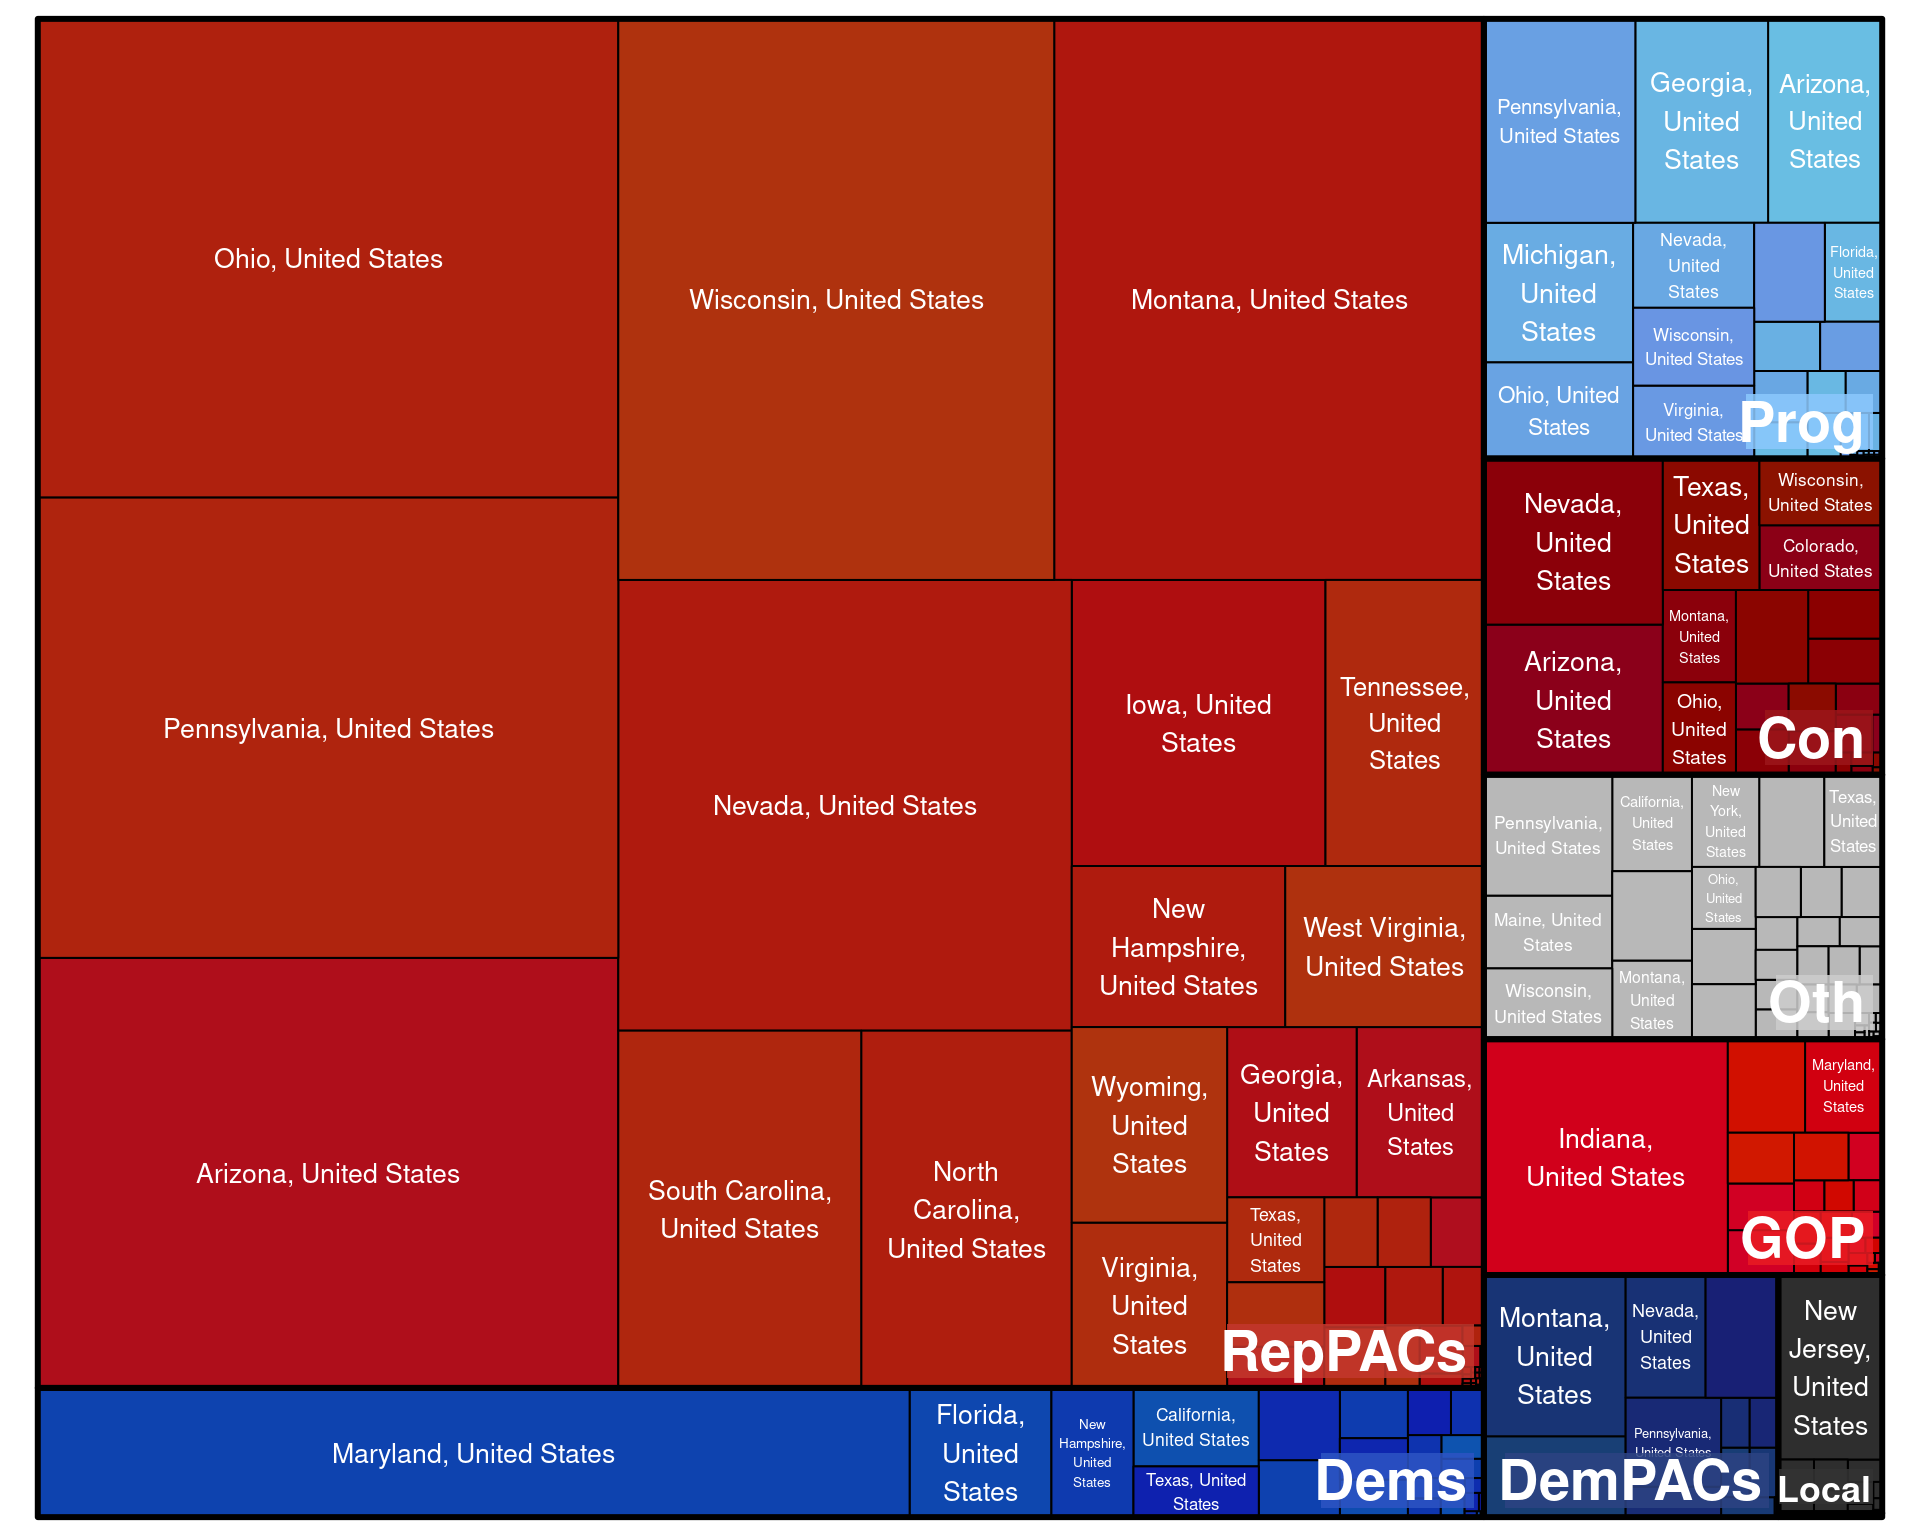 Ohio, United States
Pennsylvania, United States
Arizona, United States
Wisconsin, United States
Montana, United States
Nevada, United States
South Carolina,
United States
North
Carolina,
United States
Iowa, United
States
Tennessee,
United
States
New
Hampshire,
United States
West Virginia,
United States
Wyoming,
United
States
Virginia,
United
States
Georgia,
United
States
Arkansas,
United
States
Texas,
United
States
RepPACs
Maryland, United States
Florida,
United
States
New
Hampshire,
United
States
California,
United States
Texas, United
States
Dems
Pennsylvania,
United States
Georgia,
United
States
Arizona,
United
States
Michigan,
United
States
Ohio, United
States
Nevada,
United
States
Wisconsin,
United States
Virginia,
United States
Florida,
United
States
Prog
Nevada,
United
States
Arizona,
United
States
Texas,
United
States
Wisconsin,
United States
Colorado,
United States
Montana,
United
States
Ohio,
United
States
Con
Pennsylvania,
United States
Maine, United
States
Wisconsin,
United States
California,
United
States
Montana,
United
States
New
York,
United
States
Ohio,
United
States
Texas,
United
States
Oth
Indiana,
United States
Maryland,
United
States
GOP
Montana,
United
States
Nevada,
United
States
Pennsylvania,
United States
DemPACs
New
Jersey,
United
States
Local